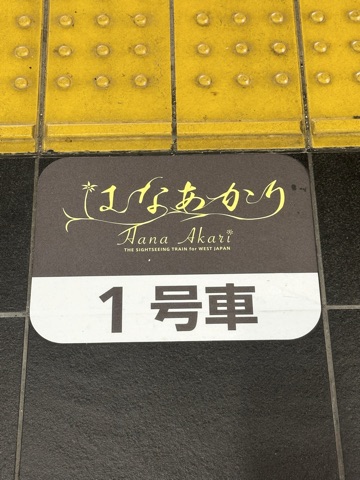 はなあかり
Hana Akari
THE SIGHTSEEING TRAIN for WEST JAPAN
1号車